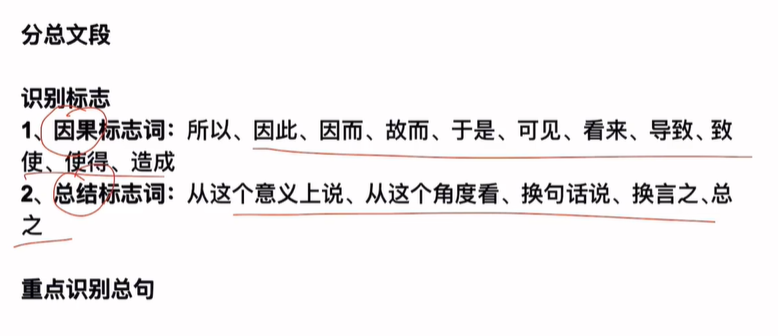 分总文段
识别标志
1、因果标志词：所以、因此、因而、故而、于是、可见、看来、导致、致
使、使得、造成
2、总结标志词：从这个意义上说、从这个角度看、换句话说、换言之、总
之
重点识别总句